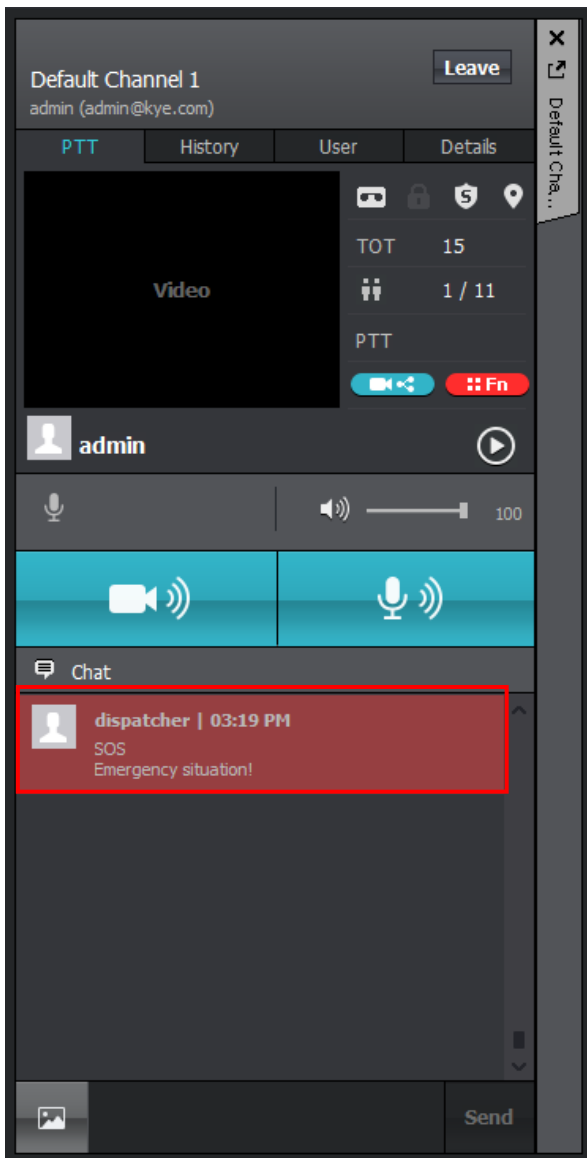 Default Channel 1
Leave
admin (admin@kye.com)
Default Cha...
PTT History User Details
Video
S
TOT 15
1 / 11
PTT
Fn
admin
100
Chat
dispatcher | 03:19 PM
SOS
Emergency situation!
Send